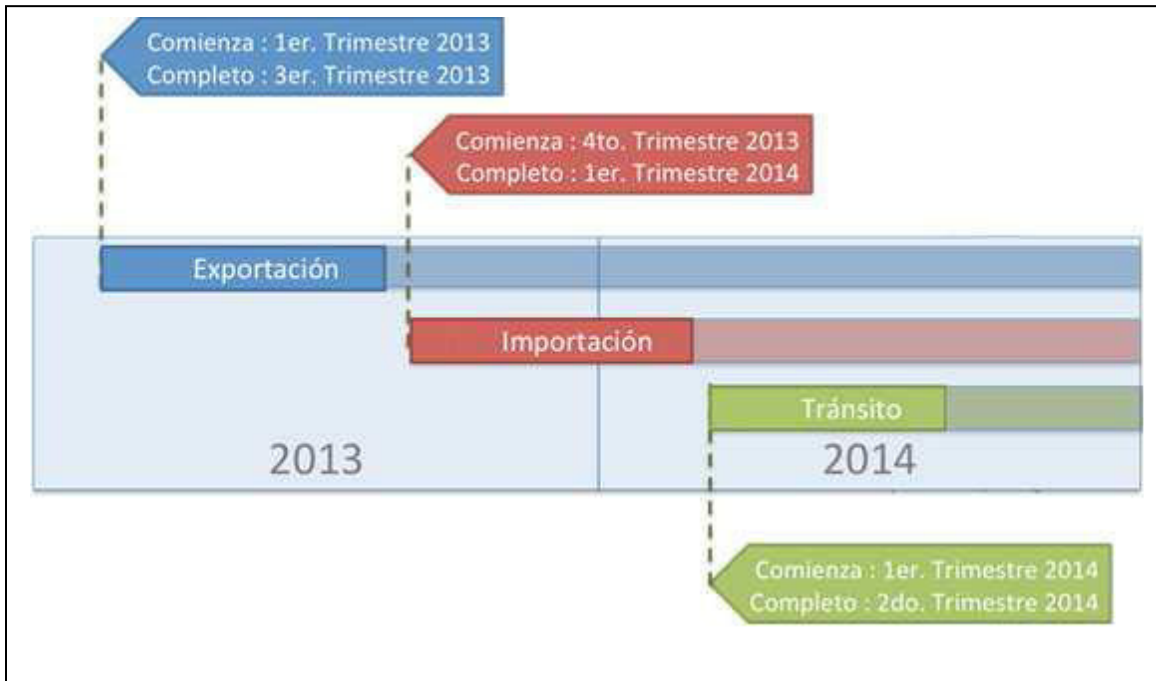 Comienza : 1er. Trimestre 2013
Completo : 3er. Trimestre 2013
Comienza : 4to. Trimestre 2013
Completo : 1er. Trimestre 2014
Exportación
Importación
Tránsito
2013
2014
Comienza : 1er. Trimestre 2014
Completo : 2do. Trimestre 2014